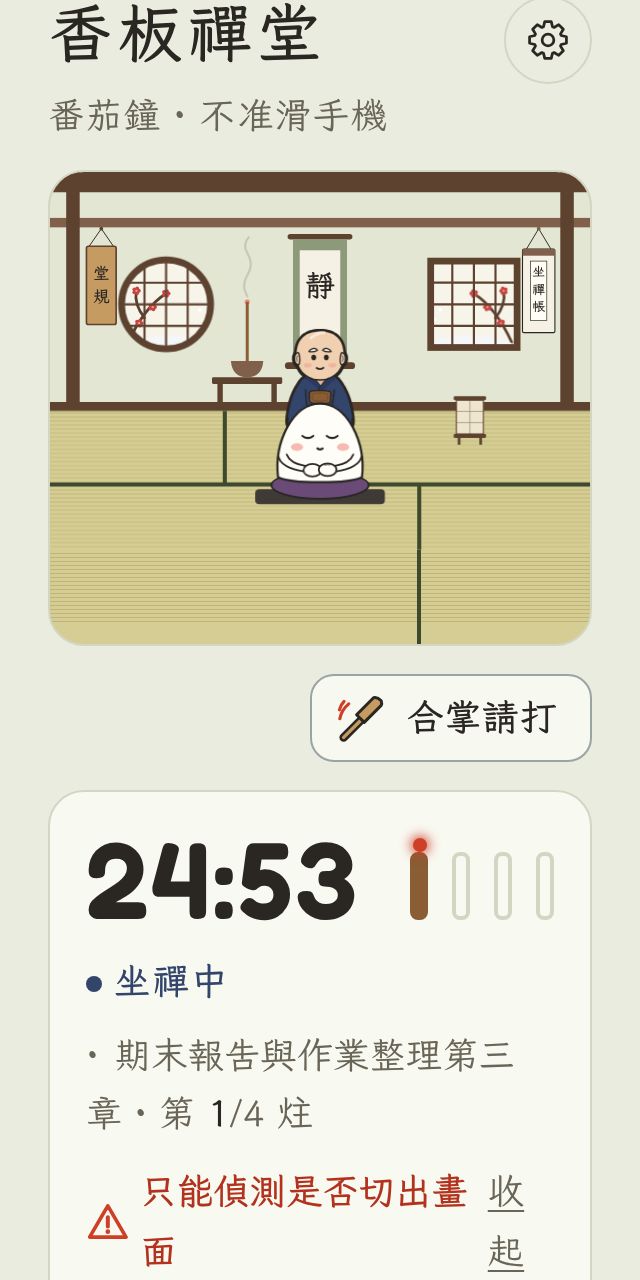 香板禪堂
番茄鐘・不准滑手機
堂規
靜
坐禪帳
合掌請打
24:53
坐禪中
・期末報告與作業整理第三
章・第 1/4 炷
只能偵測是否切出畫
面
收
起